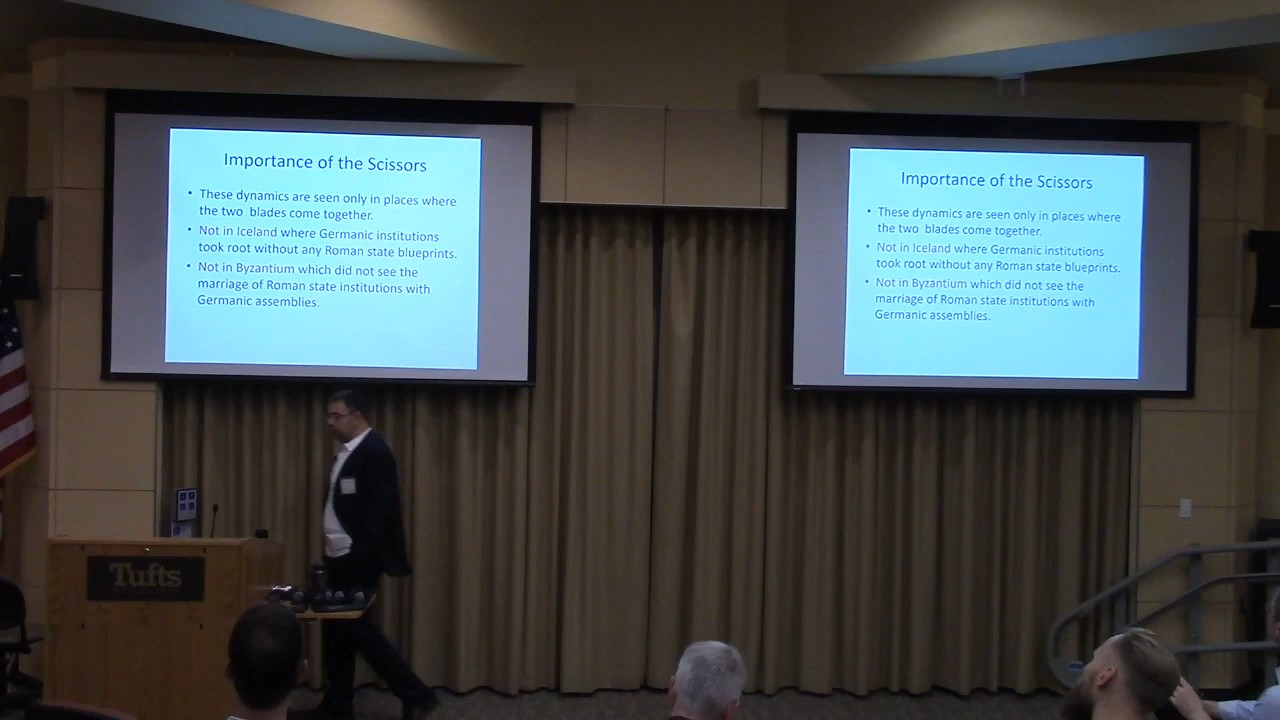 Importance of the Scissors
• These dynamics are seen only in places where
the two blades come together.
• Not in Iceland where Germanic institutions
took root without any Roman state blueprints.
• Not in Byzantium which did not see the
marriage of Roman state institutions with
Germanic assemblies.
Importance of the Scissors
• These dynamics are seen only in places where
the two blades come together.
• Not in Iceland where Germanic institutions
took root without any Roman state blueprints.
• Not in Byzantium which did not see the
marriage of Roman state institutions with
Germanic assemblies.
Tufts